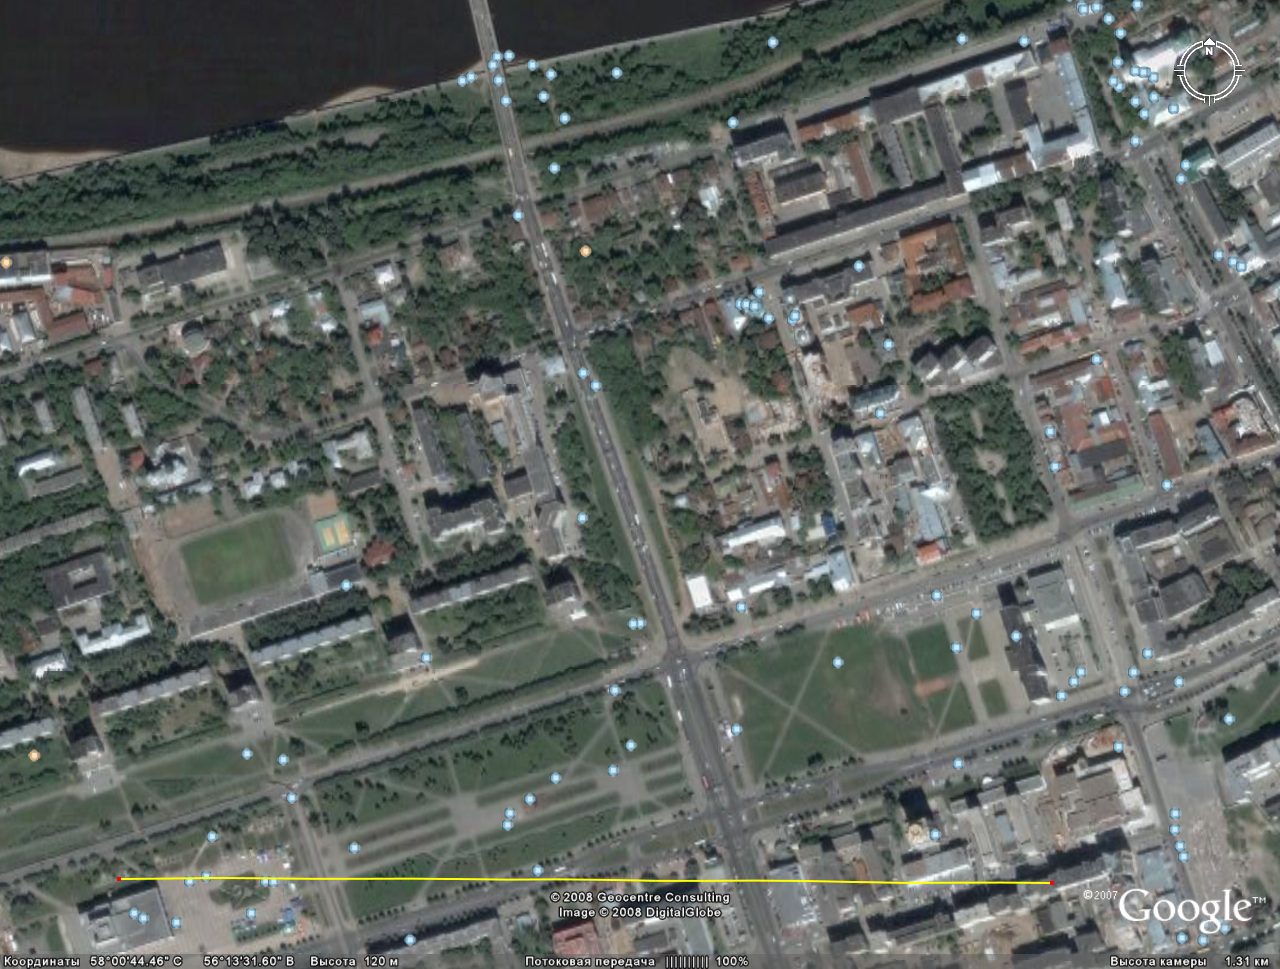 N
© 2008 Geocentre Consulting
Image © 2008 DigitalGlobe
©2007 Google™
Координаты 58°00'44.46" С 56°13'31.60" В Высота 120 м Потоковая передача |||||||||| 100% Высота камеры 1.31 км